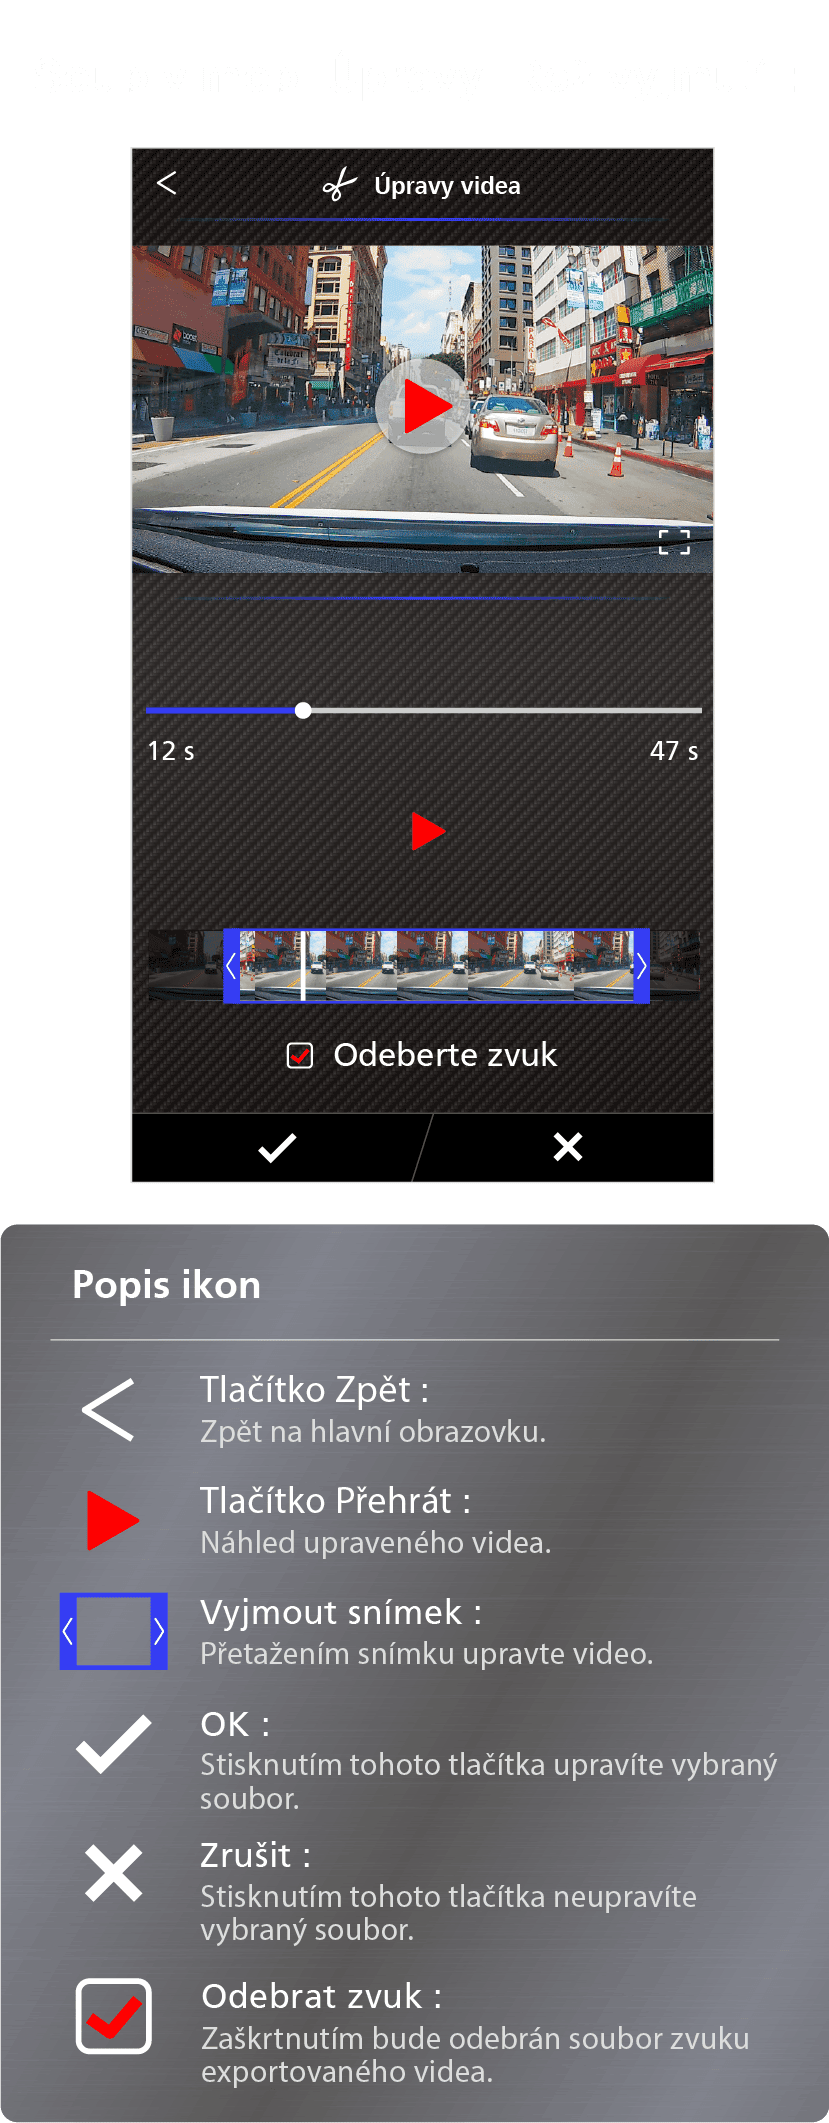 Úpravy videa
12 s
47 s
Odeberte zvuk
Popis ikon
Tlačítko Zpět :
Zpět na hlavní obrazovku.
Tlačítko Přehrát :
Náhled upraveného videa.
Vyjmout snímek :
Přetažením snímku upravte video.
OK :
Stisknutím tohoto tlačítka upravíte vybraný
soubor.
Zrušit :
Stisknutím tohoto tlačítka neupravíte
vybraný soubor.
Odebrat zvuk :
Zaškrtnutím bude odebrán soubor zvuku
exportovaného videa.